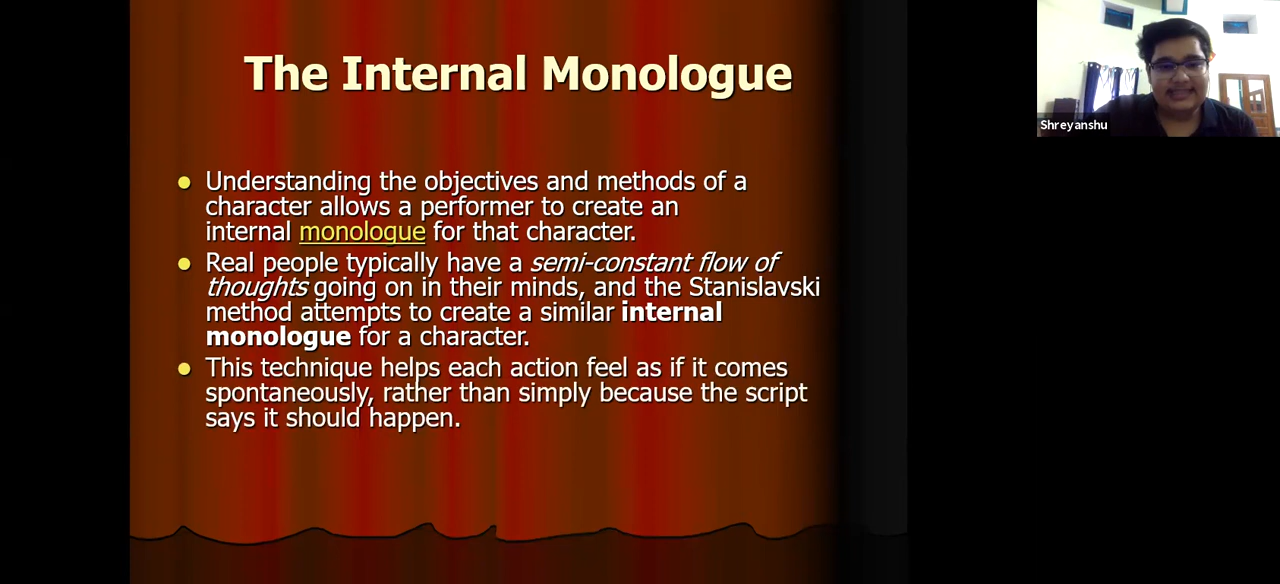 The Internal Monologue
Understanding the objectives and methods of a
character allows a performer to create an
internal monologue for that character.
Real people typically have a semi-constant flow of
thoughts going on in their minds, and the Stanislavski
method attempts to create a similar internal
monologue for a character.
This technique helps each action feel as if it comes
spontaneously, rather than simply because the script
says it should happen.
Shreyanshu